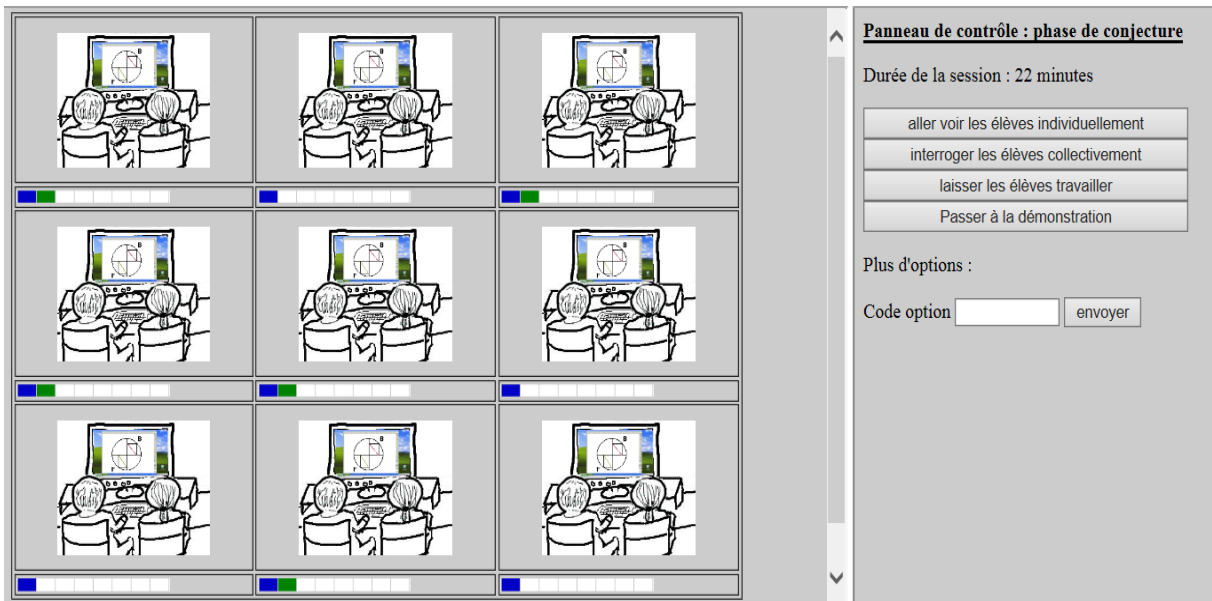 Panneau de contrôle : phase de conjecture
Durée de la session : 22 minutes
aller voir les élèves individuellement
interroger les élèves collectivement
laisser les élèves travailler
Passer à la démonstration
Plus d'options :
Code option
envoyer